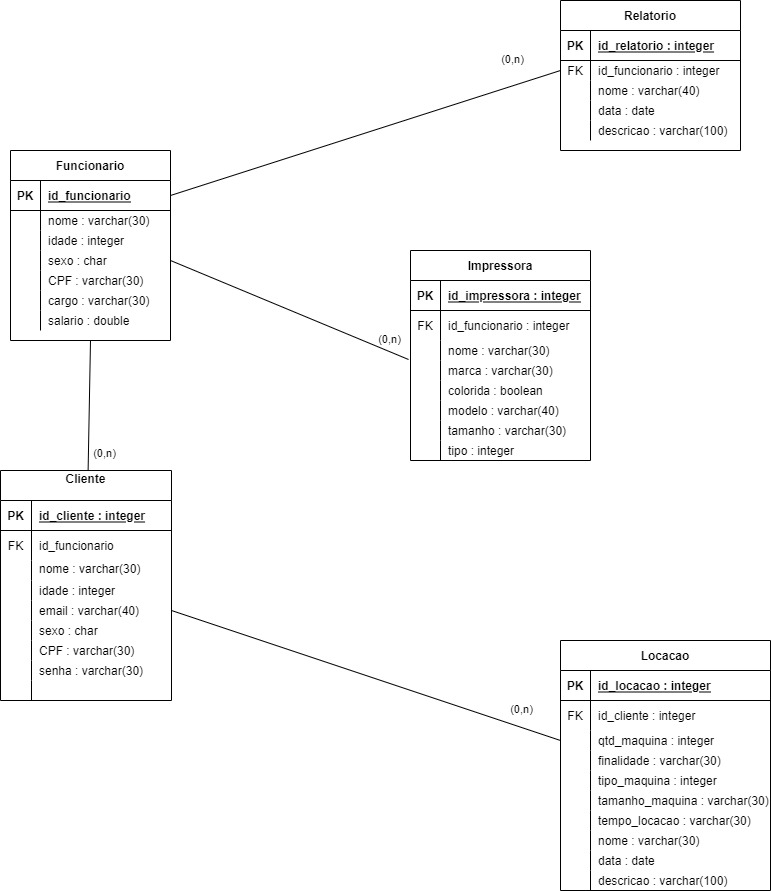 Relatorio
PK id_relatorio : integer
(0,n)
FK id_funcionario : integer
nome : varchar(40)
data : date
descricao : varchar(100)
Funcionario
PK id_funcionario
nome : varchar(30)
idade : integer
sexo : char
CPF : varchar(30)
cargo : varchar(30)
salario : double
Impressora
PK id_impressora : integer
(0,n)
FK id_funcionario : integer
nome : varchar(30)
marca : varchar(30)
colorida : boolean
modelo : varchar(40)
tamanho : varchar(30)
tipo : integer
(0,n)
Cliente
PK id_cliente : integer
FK id_funcionario
nome : varchar(30)
idade : integer
email : varchar(40)
sexo : char
CPF : varchar(30)
senha : varchar(30)
Locacao
PK id_locacao : integer
(0,n)
FK id_cliente : integer
qtd_maquina : integer
finalidade : varchar(30)
tipo_maquina : integer
tamanho_maquina : varchar(30)
tempo_locacao : varchar(30)
nome : varchar(30)
data : date
descricao : varchar(100)